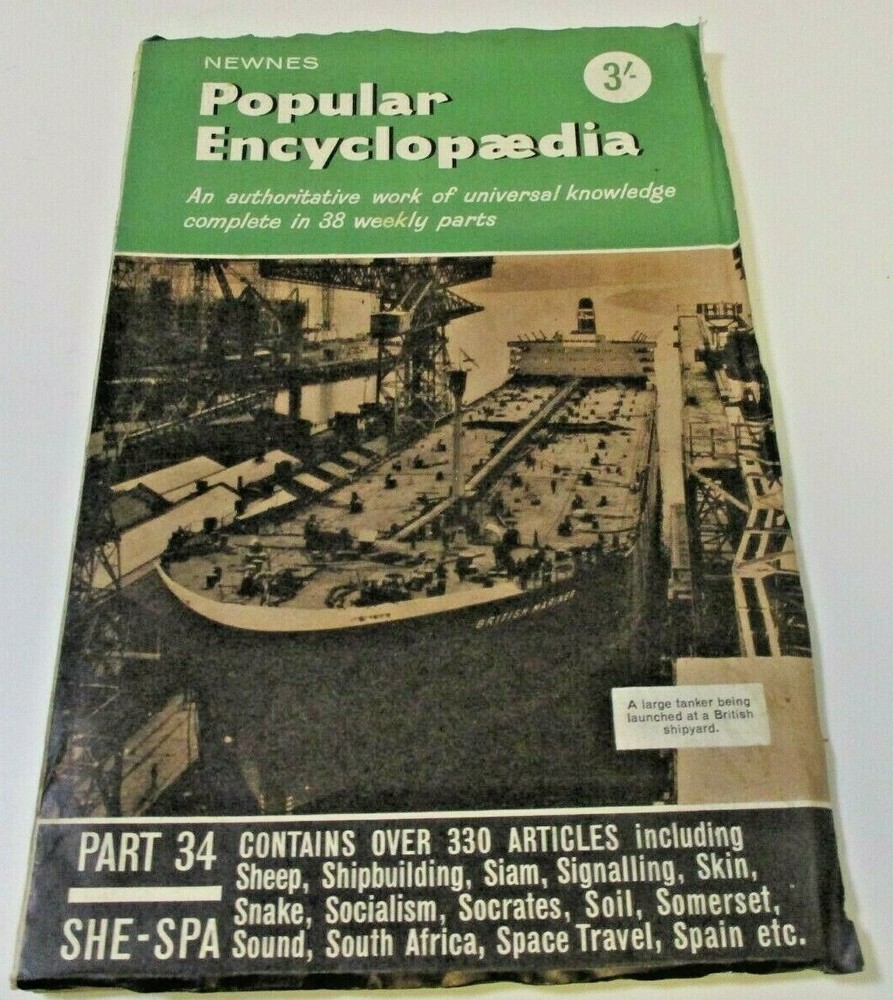 NEWNES
3/-
Popular
Encyclopædia
An authoritative work of universal knowledge
complete in 38 weekly parts
BRITISH MARINER
A large tanker being
launched at a British
shipyard.
PART 34
SHE-SPA
CONTAINS OVER 330 ARTICLES including
Sheep, Shipbuilding, Siam, Signalling, Skin,
Snake, Socialism, Socrates, Soil, Somerset,
Sound, South Africa, Space Travel, Spain etc.